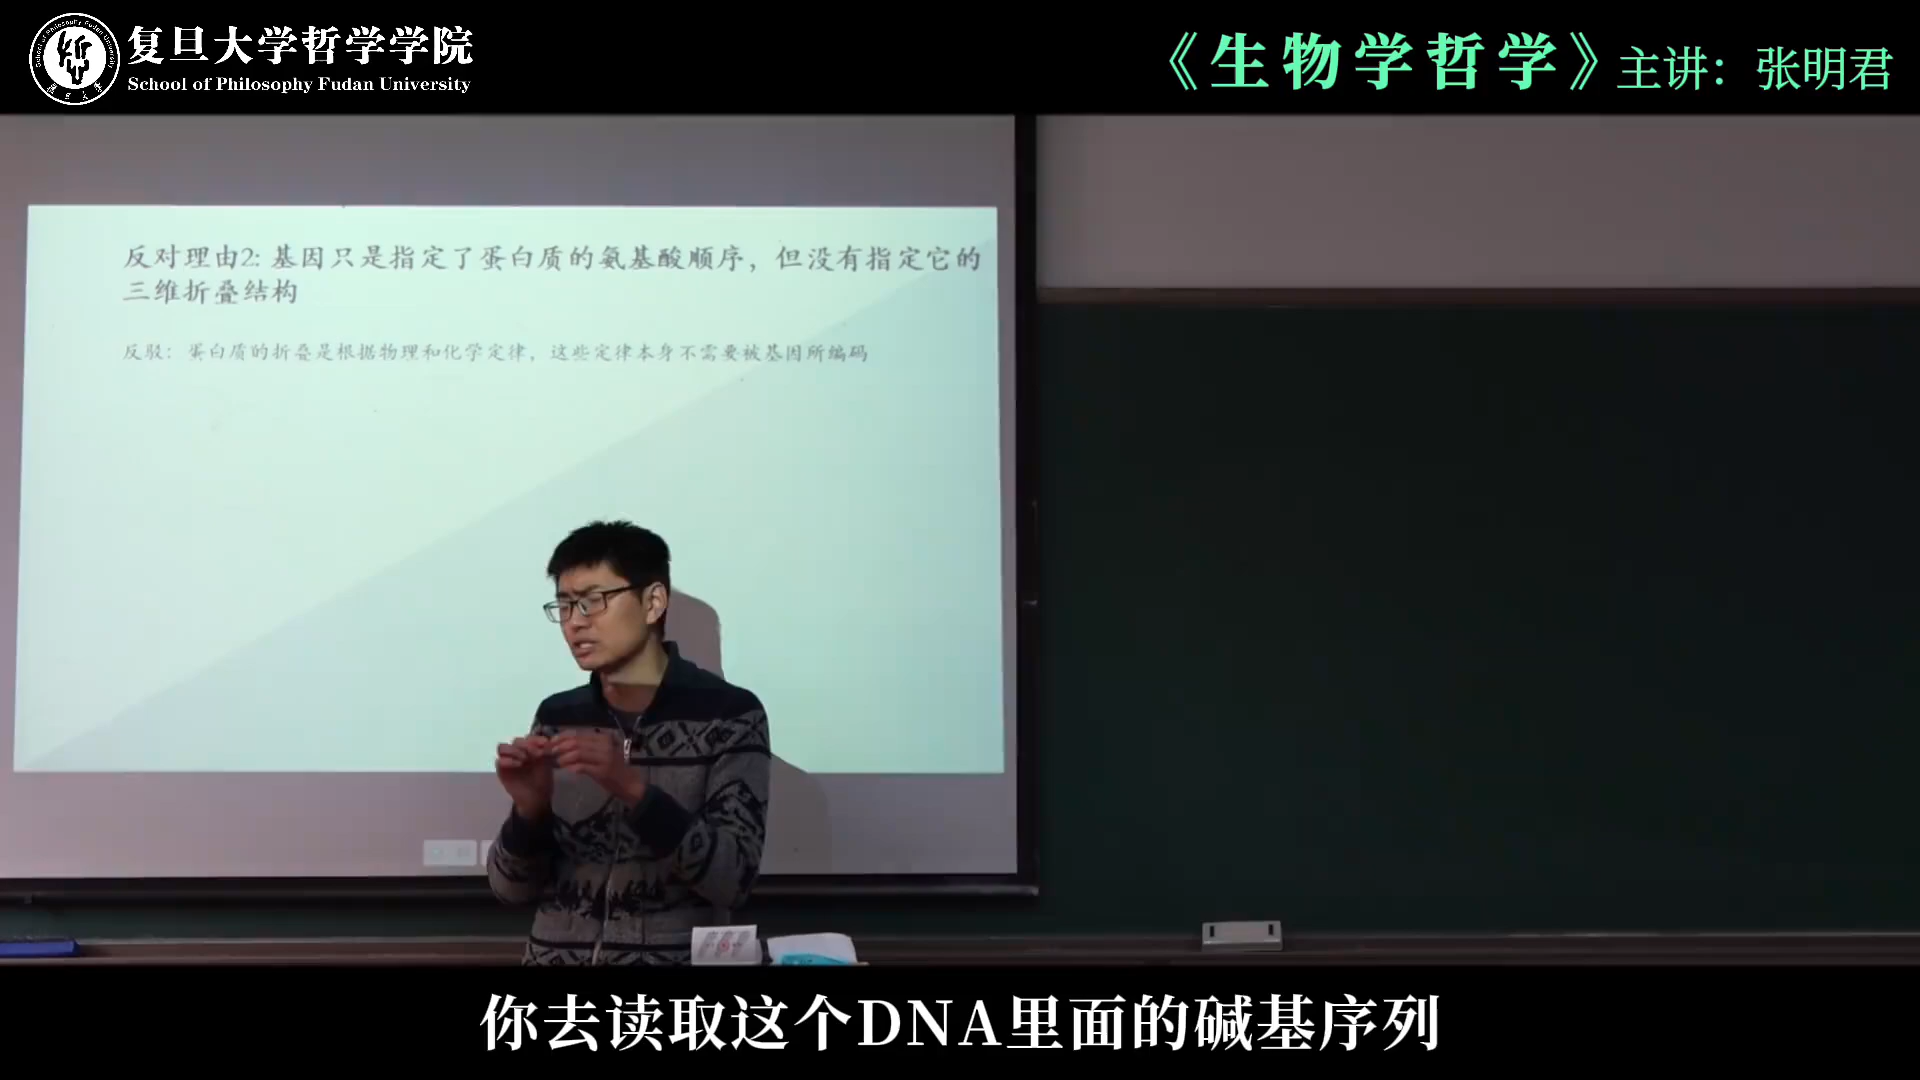 复旦大学哲学学院
School of Philosophy Fudan University
《生物学哲学》主讲：张明君
反对理由2: 基因只是指定了蛋白质的氨基酸顺序，但没有指定它的
三维折叠结构
反驳：蛋白质的折叠是根据物理和化学定律，这些定律本身不需要被基因所编码
你去读取这个DNA里面的碱基序列